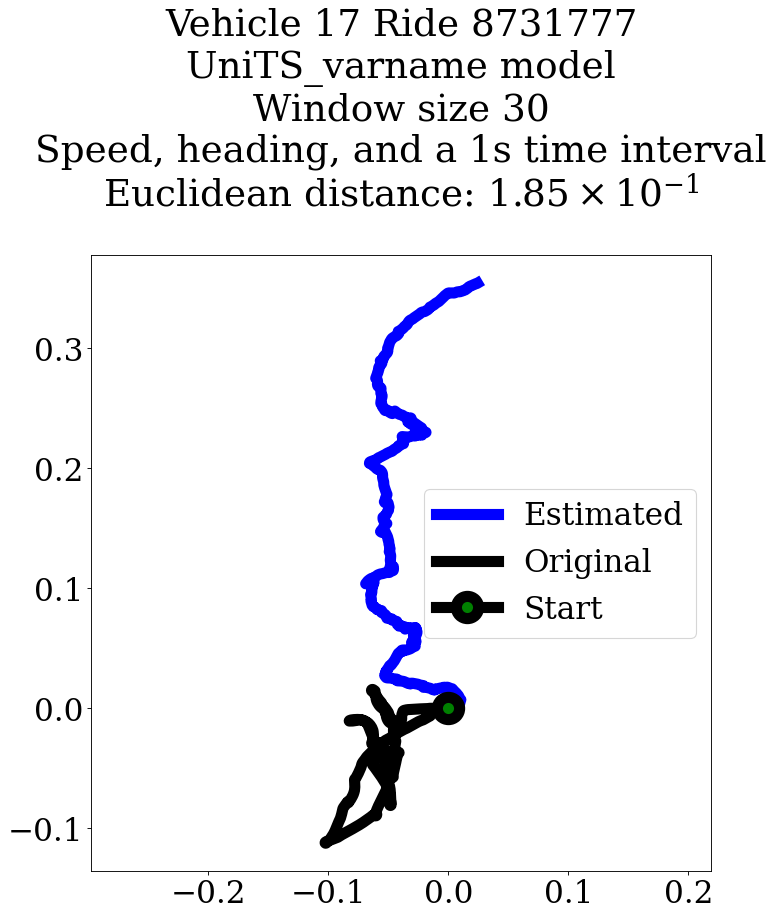 Vehicle 17 Ride 8731777
UniTS_varname model
Window size 30
Speed, heading, and a 1s time interval
Euclidean distance: 1.85 × 10⁻¹
0.3
0.2
0.1
0.0
−0.1
Estimated
Original
Start
−0.2 −0.1 0.0 0.1 0.2